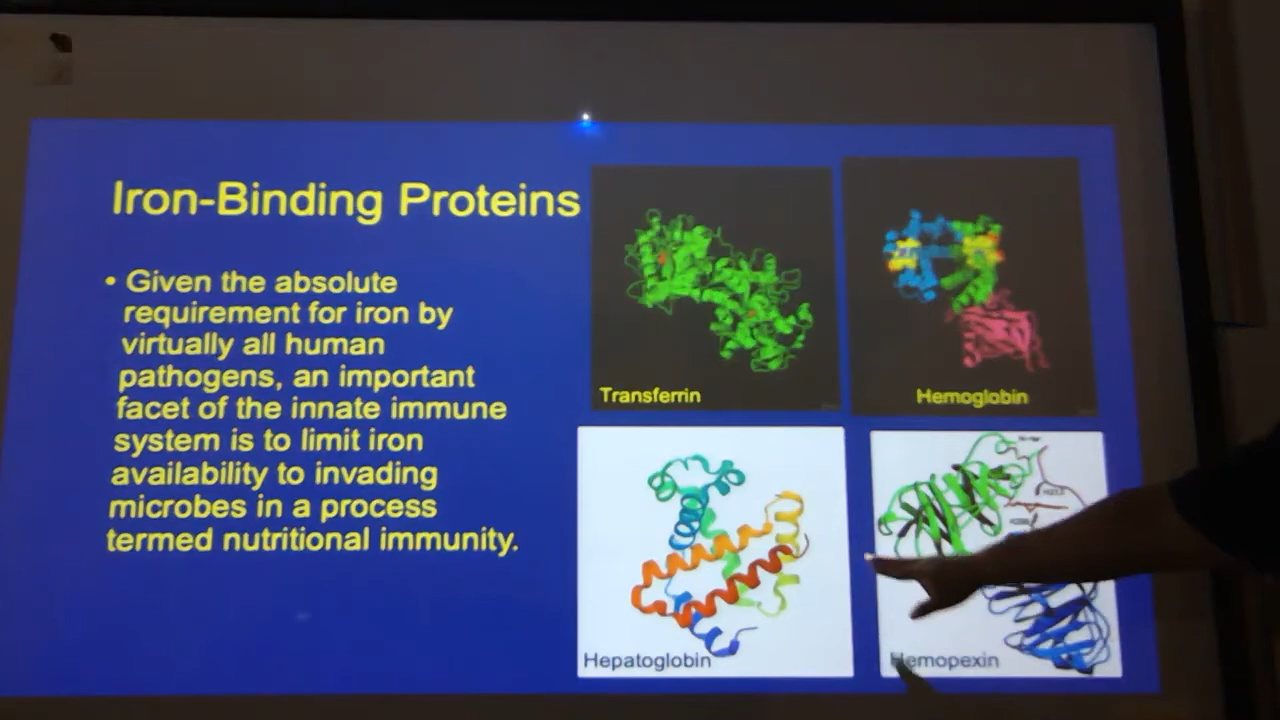 Iron-Binding Proteins
• Given the absolute
requirement for iron by
virtually all human
pathogens, an important
facet of the innate immune
system is to limit iron
availability to invading
microbes in a process
termed nutritional immunity.
Transferrin
Hemoglobin
Hepatoglobin
Hemopexin